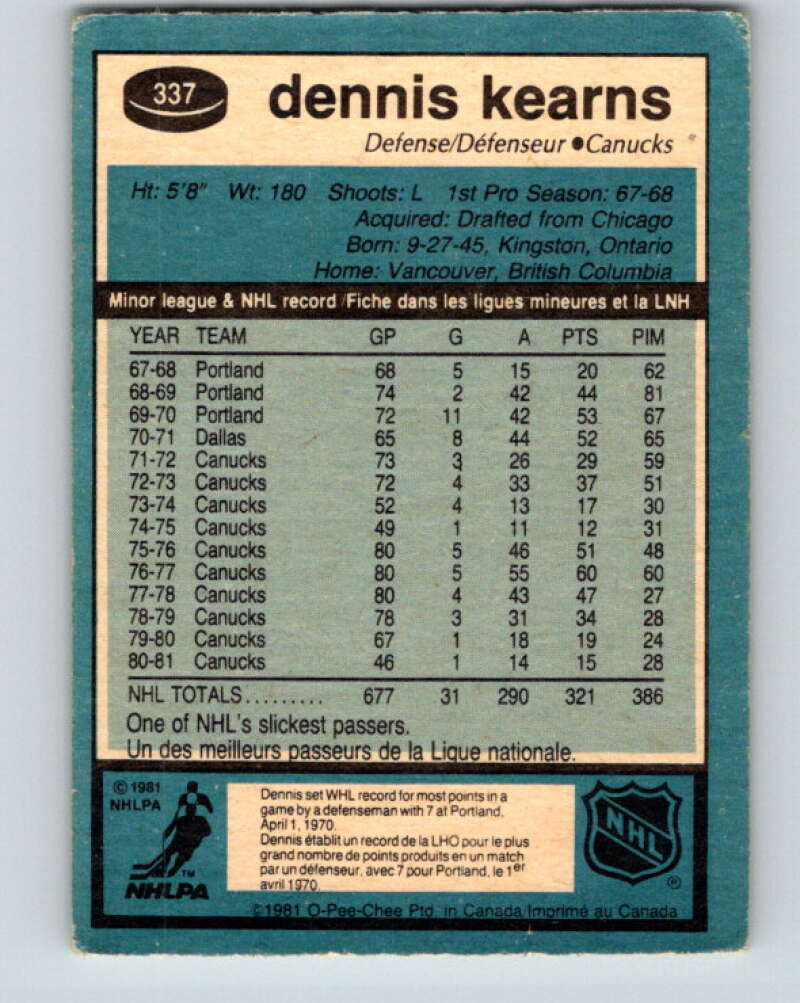 337
dennis kearns
Defense/Défenseur ●Canucks
Ht: 5'8" Wt: 180 Shoots: L 1st Pro Season: 67-68
Acquired: Drafted from Chicago
Born: 9-27-45, Kingston, Ontario
Home: Vancouver, British Columbia
Minor league & NHL record/Fiche dans les ligues mineures et la LNH
YEAR TEAM GP G A PTS PIM
67-68 Portland 68 5 15 20 62
68-69 Portland 74 2 42 44 81
69-70 Portland 72 11 42 53 67
70-71 Dallas 65 8 44 52 65
71-72 Canucks 73 3 26 29 59
72-73 Canucks 72 4 33 37 51
73-74 Canucks 52 4 13 17 30
74-75 Canucks 49 1 11 12 31
75-76 Canucks 80 5 46 51 48
76-77 Canucks 80 5 55 60 60
77-78 Canucks 80 4 43 47 27
78-79 Canucks 78 3 31 34 28
79-80 Canucks 67 1 18 19 24
80-81 Canucks 46 1 14 15 28
NHL TOTALS......... 677 31 290 321 386
One of NHL's slickest passers.
Un des meilleurs passeurs de la Ligue nationale.
© 1981
NHLPA
TM
NHLPA
Dennis set WHL record for most points in a
game by a defenseman with 7 at Portland,
April 1, 1970.
Dennis établit un record de la LHO pour le plus
grand nombre de points produits en un match
par un défenseur, avec 7 pour Portland, le 1er
avril 1970.
NHL
®
©1981 O-Pee-Chee Ptd. in Canada/Imprimé au Canada